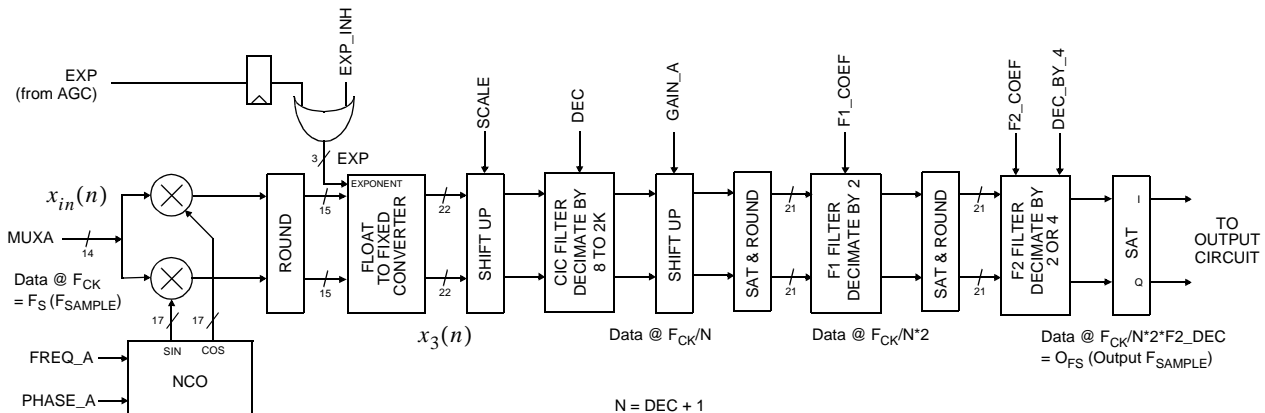 EXP
(from AGC)
EXP_INH
3
EXP
SCALE
DEC
GAIN_A
F1_COEF
F2_COEF
DEC_BY_4
x_in(n)
MUXA
14
Data @ F_CK
= F_S (F_SAMPLE)
ROUND
15
15
EXPONENT
FLOAT
TO FIXED
CONVERTER
22
22
SHIFT UP
CIC FILTER
DECIMATE BY
8 TO 2K
SHIFT UP
SAT & ROUND
21
21
F1 FILTER
DECIMATE BY 2
SAT & ROUND
21
21
F2 FILTER
DECIMATE BY
2 OR 4
SAT
I
Q
TO
OUTPUT
CIRCUIT
17
17
SIN
COS
NCO
FREQ_A
PHASE_A
x_3(n)
Data @ F_CK/N
Data @ F_CK/N*2
Data @ F_CK/N*2*F2_DEC
= O_FS (Output F_SAMPLE)
N = DEC + 1